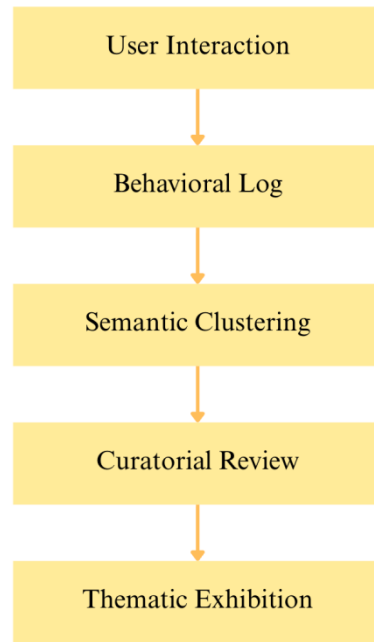 User Interaction
Behavioral Log
Semantic Clustering
Curatorial Review
Thematic Exhibition